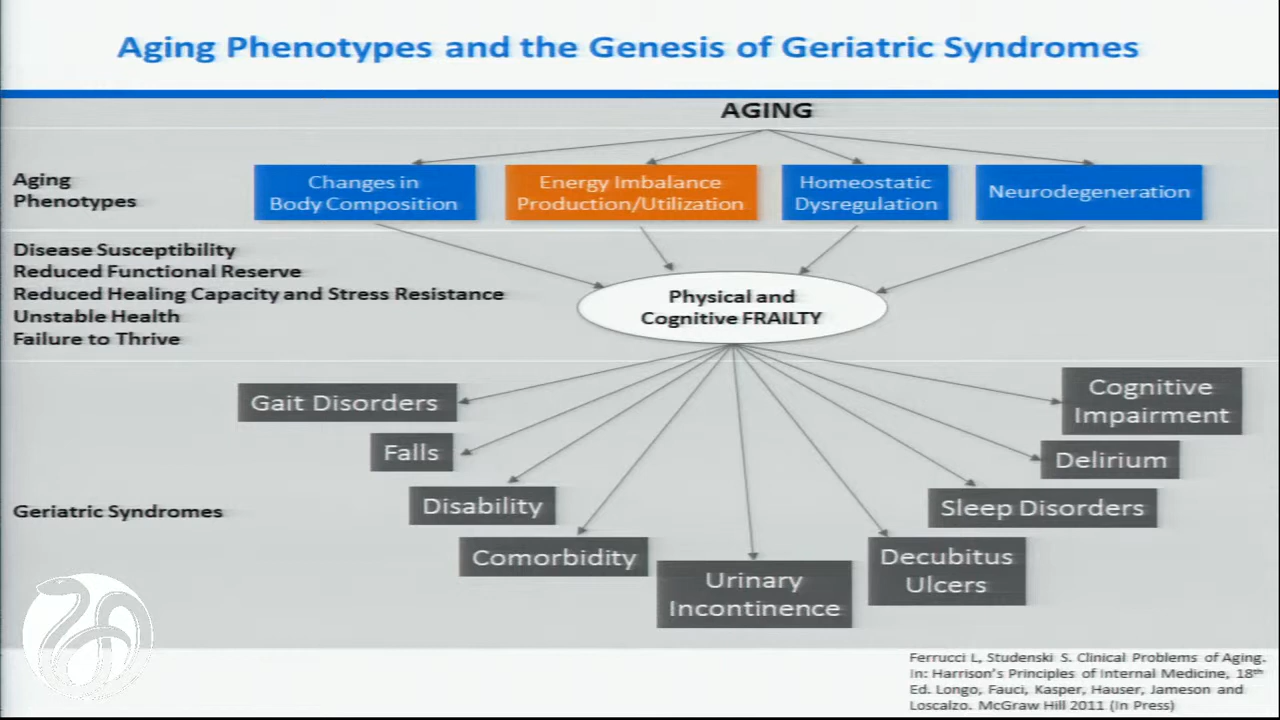 Aging Phenotypes and the Genesis of Geriatric Syndromes
AGING
Aging
Phenotypes
Changes in
Body Composition
Energy Imbalance
Production/Utilization
Homeostatic
Dysregulation
Neurodegeneration
Disease Susceptibility
Reduced Functional Reserve
Reduced Healing Capacity and Stress Resistance
Unstable Health
Failure to Thrive
Physical and
Cognitive FRAILTY
Geriatric Syndromes
Gait Disorders
Falls
Disability
Comorbidity
Urinary
Incontinence
Decubitus
Ulcers
Sleep Disorders
Delirium
Cognitive
Impairment
Ferrucci L, Studenski S. Clinical Problems of Aging.
In: Harrison's Principles of Internal Medicine, 18th
Ed. Longo, Fauci, Kasper, Hauser, Jameson and
Loscalzo. McGraw Hill 2011 (In Press)